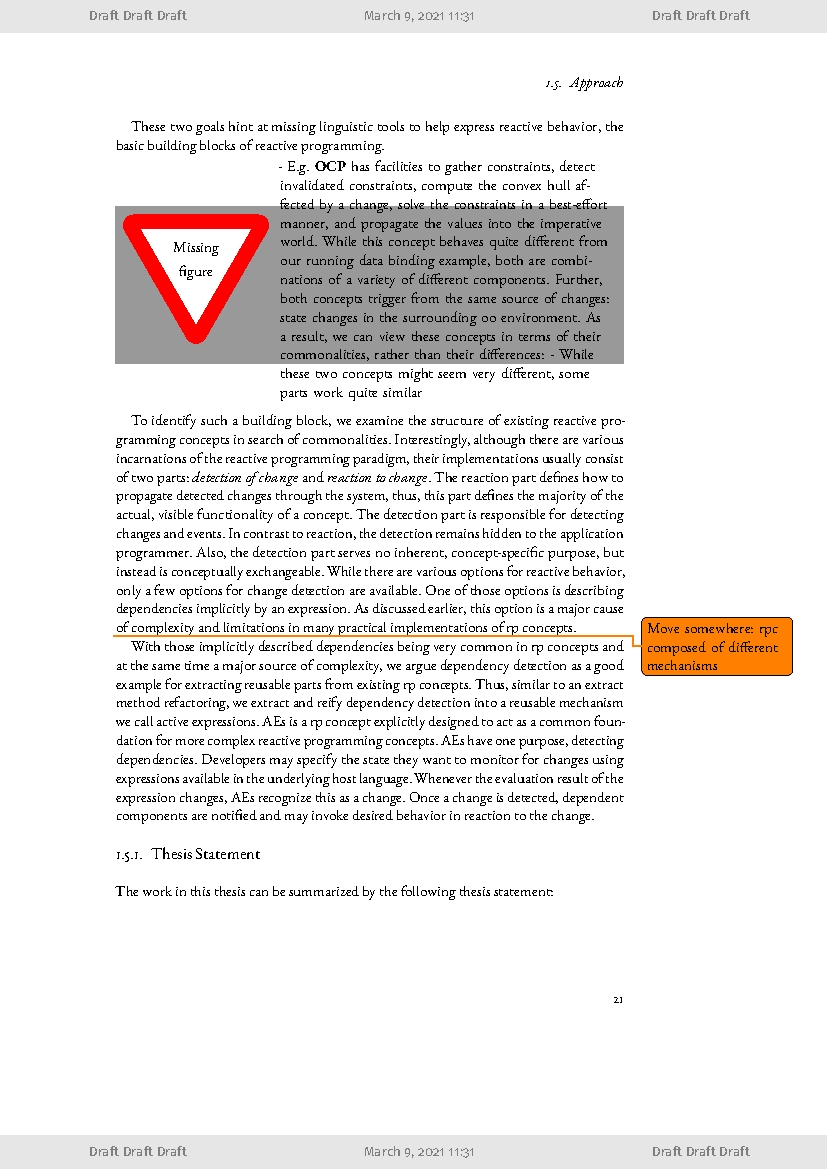 Draft Draft Draft March 9, 2021 11:31 Draft Draft Draft
1.5. Approach
These two goals hint at missing linguistic tools to help express reactive behavior, the
basic building blocks of reactive programming.
- E.g. OCP has facilities to gather constraints, detect
invalidated constraints, compute the convex hull af-
fected by a change, solve the constraints in a best-effort
manner, and propagate the values into the imperative
world. While this concept behaves quite different from
our running data binding example, both are combi-
nations of a variety of different components. Further,
both concepts trigger from the same source of changes:
state changes in the surrounding oo environment. As
a result, we can view these concepts in terms of their
commonalities, rather than their differences: - While
these two concepts might seem very different, some
parts work quite similar
Missing
figure
To identify such a building block, we examine the structure of existing reactive pro-
gramming concepts in search of commonalities. Interestingly, although there are various
incarnations of the reactive programming paradigm, their implementations usually consist
of two parts: detection of change and reaction to change. The reaction part defines how to
propagate detected changes through the system, thus, this part defines the majority of the
actual, visible functionality of a concept. The detection part is responsible for detecting
changes and events. In contrast to reaction, the detection remains hidden to the application
programmer. Also, the detection part serves no inherent, concept-specific purpose, but
instead is conceptually exchangeable. While there are various options for reactive behavior,
only a few options for change detection are available. One of those options is describing
dependencies implicitly by an expression. As discussed earlier, this option is a major cause
of complexity and limitations in many practical implementations of rp concepts.
Move somewhere: rpc
composed of different
mechanisms
With those implicitly described dependencies being very common in rp concepts and
at the same time a major source of complexity, we argue dependency detection as a good
example for extracting reusable parts from existing rp concepts. Thus, similar to an extract
method refactoring, we extract and reify dependency detection into a reusable mechanism
we call active expressions. AEs is a rp concept explicitly designed to act as a common foun-
dation for more complex reactive programming concepts. AEs have one purpose, detecting
dependencies. Developers may specify the state they want to monitor for changes using
expressions available in the underlying host language. Whenever the evaluation result of the
expression changes, AEs recognize this as a change. Once a change is detected, dependent
components are notified and may invoke desired behavior in reaction to the change.
1.5.1. Thesis Statement
The work in this thesis can be summarized by the following thesis statement:
21
Draft Draft Draft March 9, 2021 11:31 Draft Draft Draft